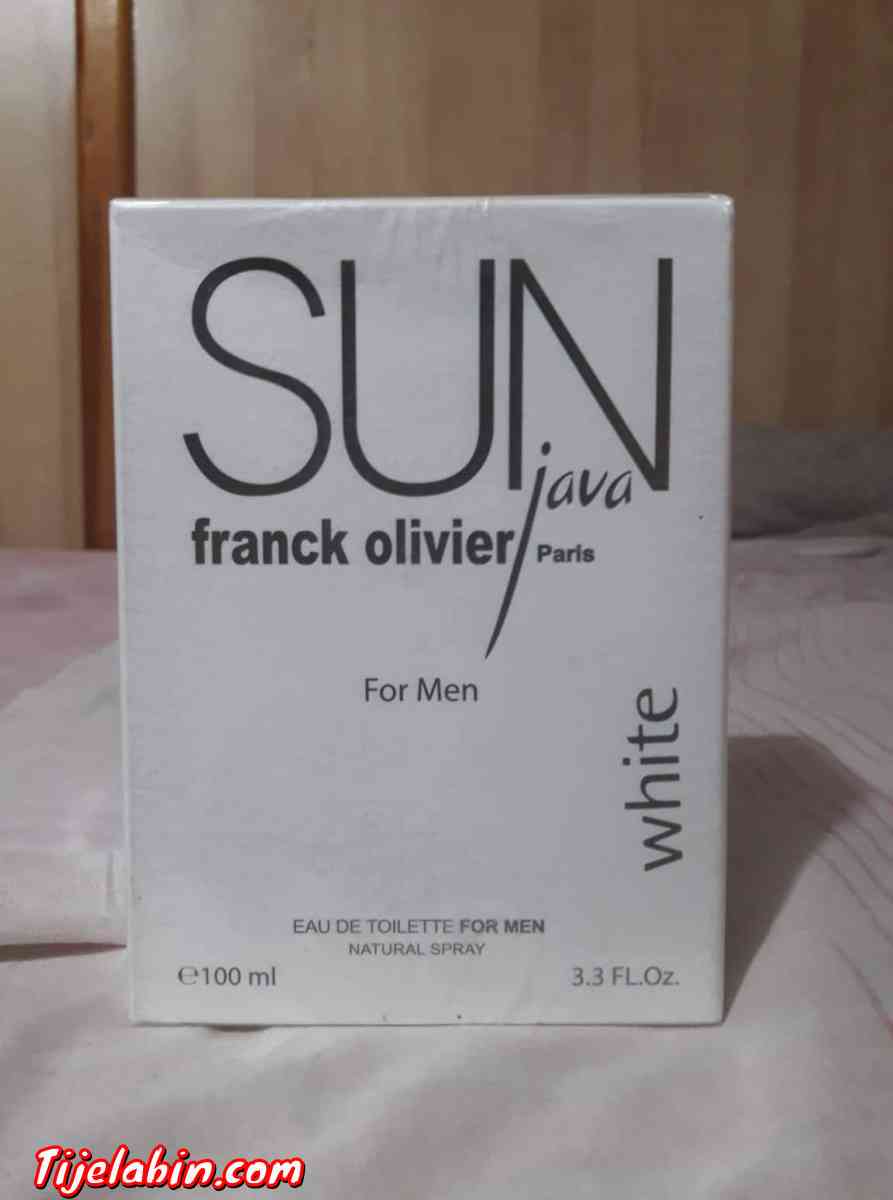 SUN
java
franck olivier Paris
For Men
white
EAU DE TOILETTE FOR MEN
NATURAL SPRAY
℮100 ml 3.3 FL.Oz.
Tijelabin.com